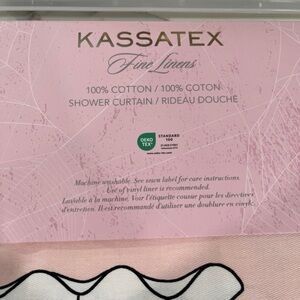 KASSATEX
Fine Linens
100% COTTON / 100% COTON
SHOWER CURTAIN / RIDEAU DOUCHE
OEKO
TEX®
STANDARD
100
Machine washable. See sewn label for care instructions.
Use of vinyl liner is recommended.
Lavable à la machine. Voir l'étiquette cousue pour les directives
d'entretien. Il est recommandé d'utiliser une doublure en vinyle.